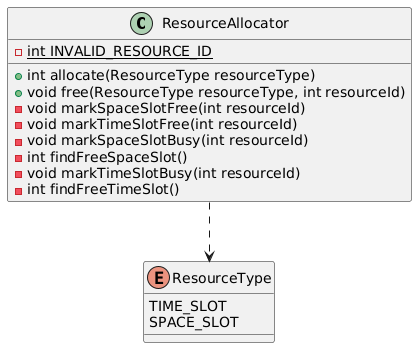 C ResourceAllocator
int INVALID_RESOURCE_ID
int allocate(ResourceType resourceType)
void free(ResourceType resourceType, int resourceId)
void markSpaceSlotFree(int resourceId)
void markTimeSlotFree(int resourceId)
void markSpaceSlotBusy(int resourceId)
int findFreeSpaceSlot()
void markTimeSlotBusy(int resourceId)
int findFreeTimeSlot()
E ResourceType
TIME_SLOT
SPACE_SLOT